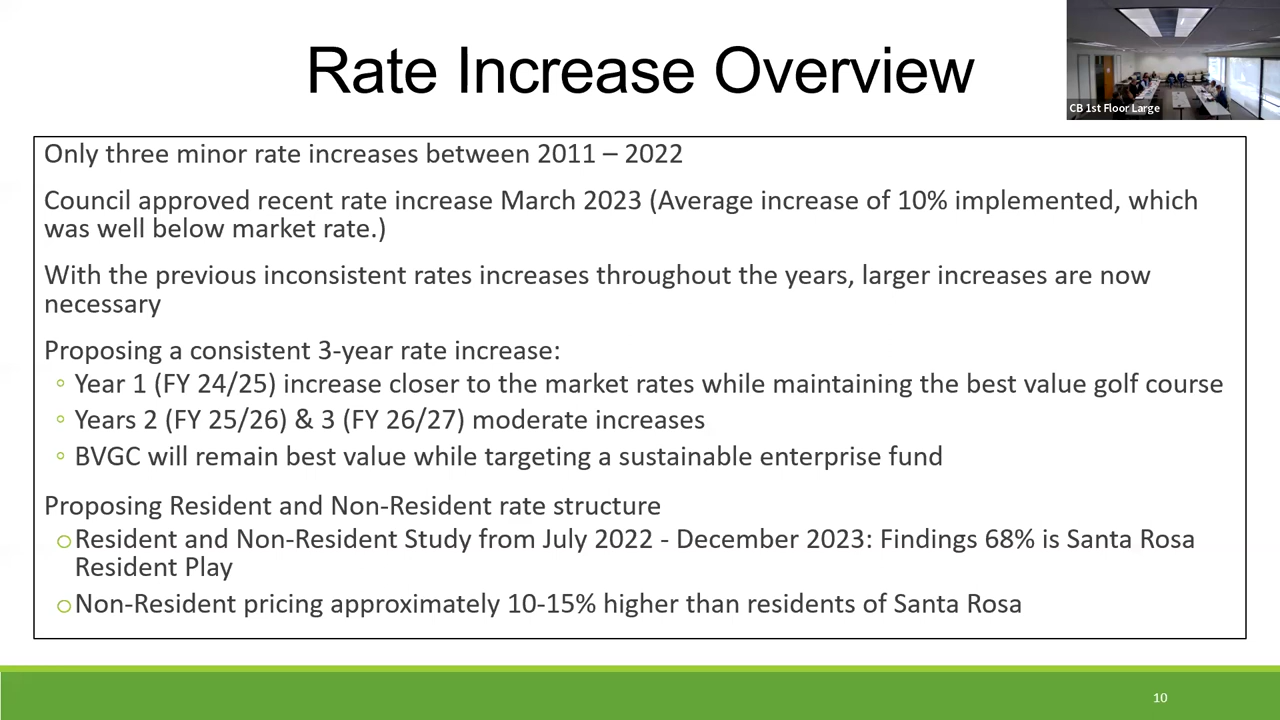 Rate Increase Overview
CB 1st Floor Large
Only three minor rate increases between 2011 – 2022
Council approved recent rate increase March 2023 (Average increase of 10% implemented, which
was well below market rate.)
With the previous inconsistent rates increases throughout the years, larger increases are now
necessary
Proposing a consistent 3-year rate increase:
Year 1 (FY 24/25) increase closer to the market rates while maintaining the best value golf course
Years 2 (FY 25/26) & 3 (FY 26/27) moderate increases
BVGC will remain best value while targeting a sustainable enterprise fund
Proposing Resident and Non-Resident rate structure
Resident and Non-Resident Study from July 2022 - December 2023: Findings 68% is Santa Rosa
Resident Play
Non-Resident pricing approximately 10-15% higher than residents of Santa Rosa
10